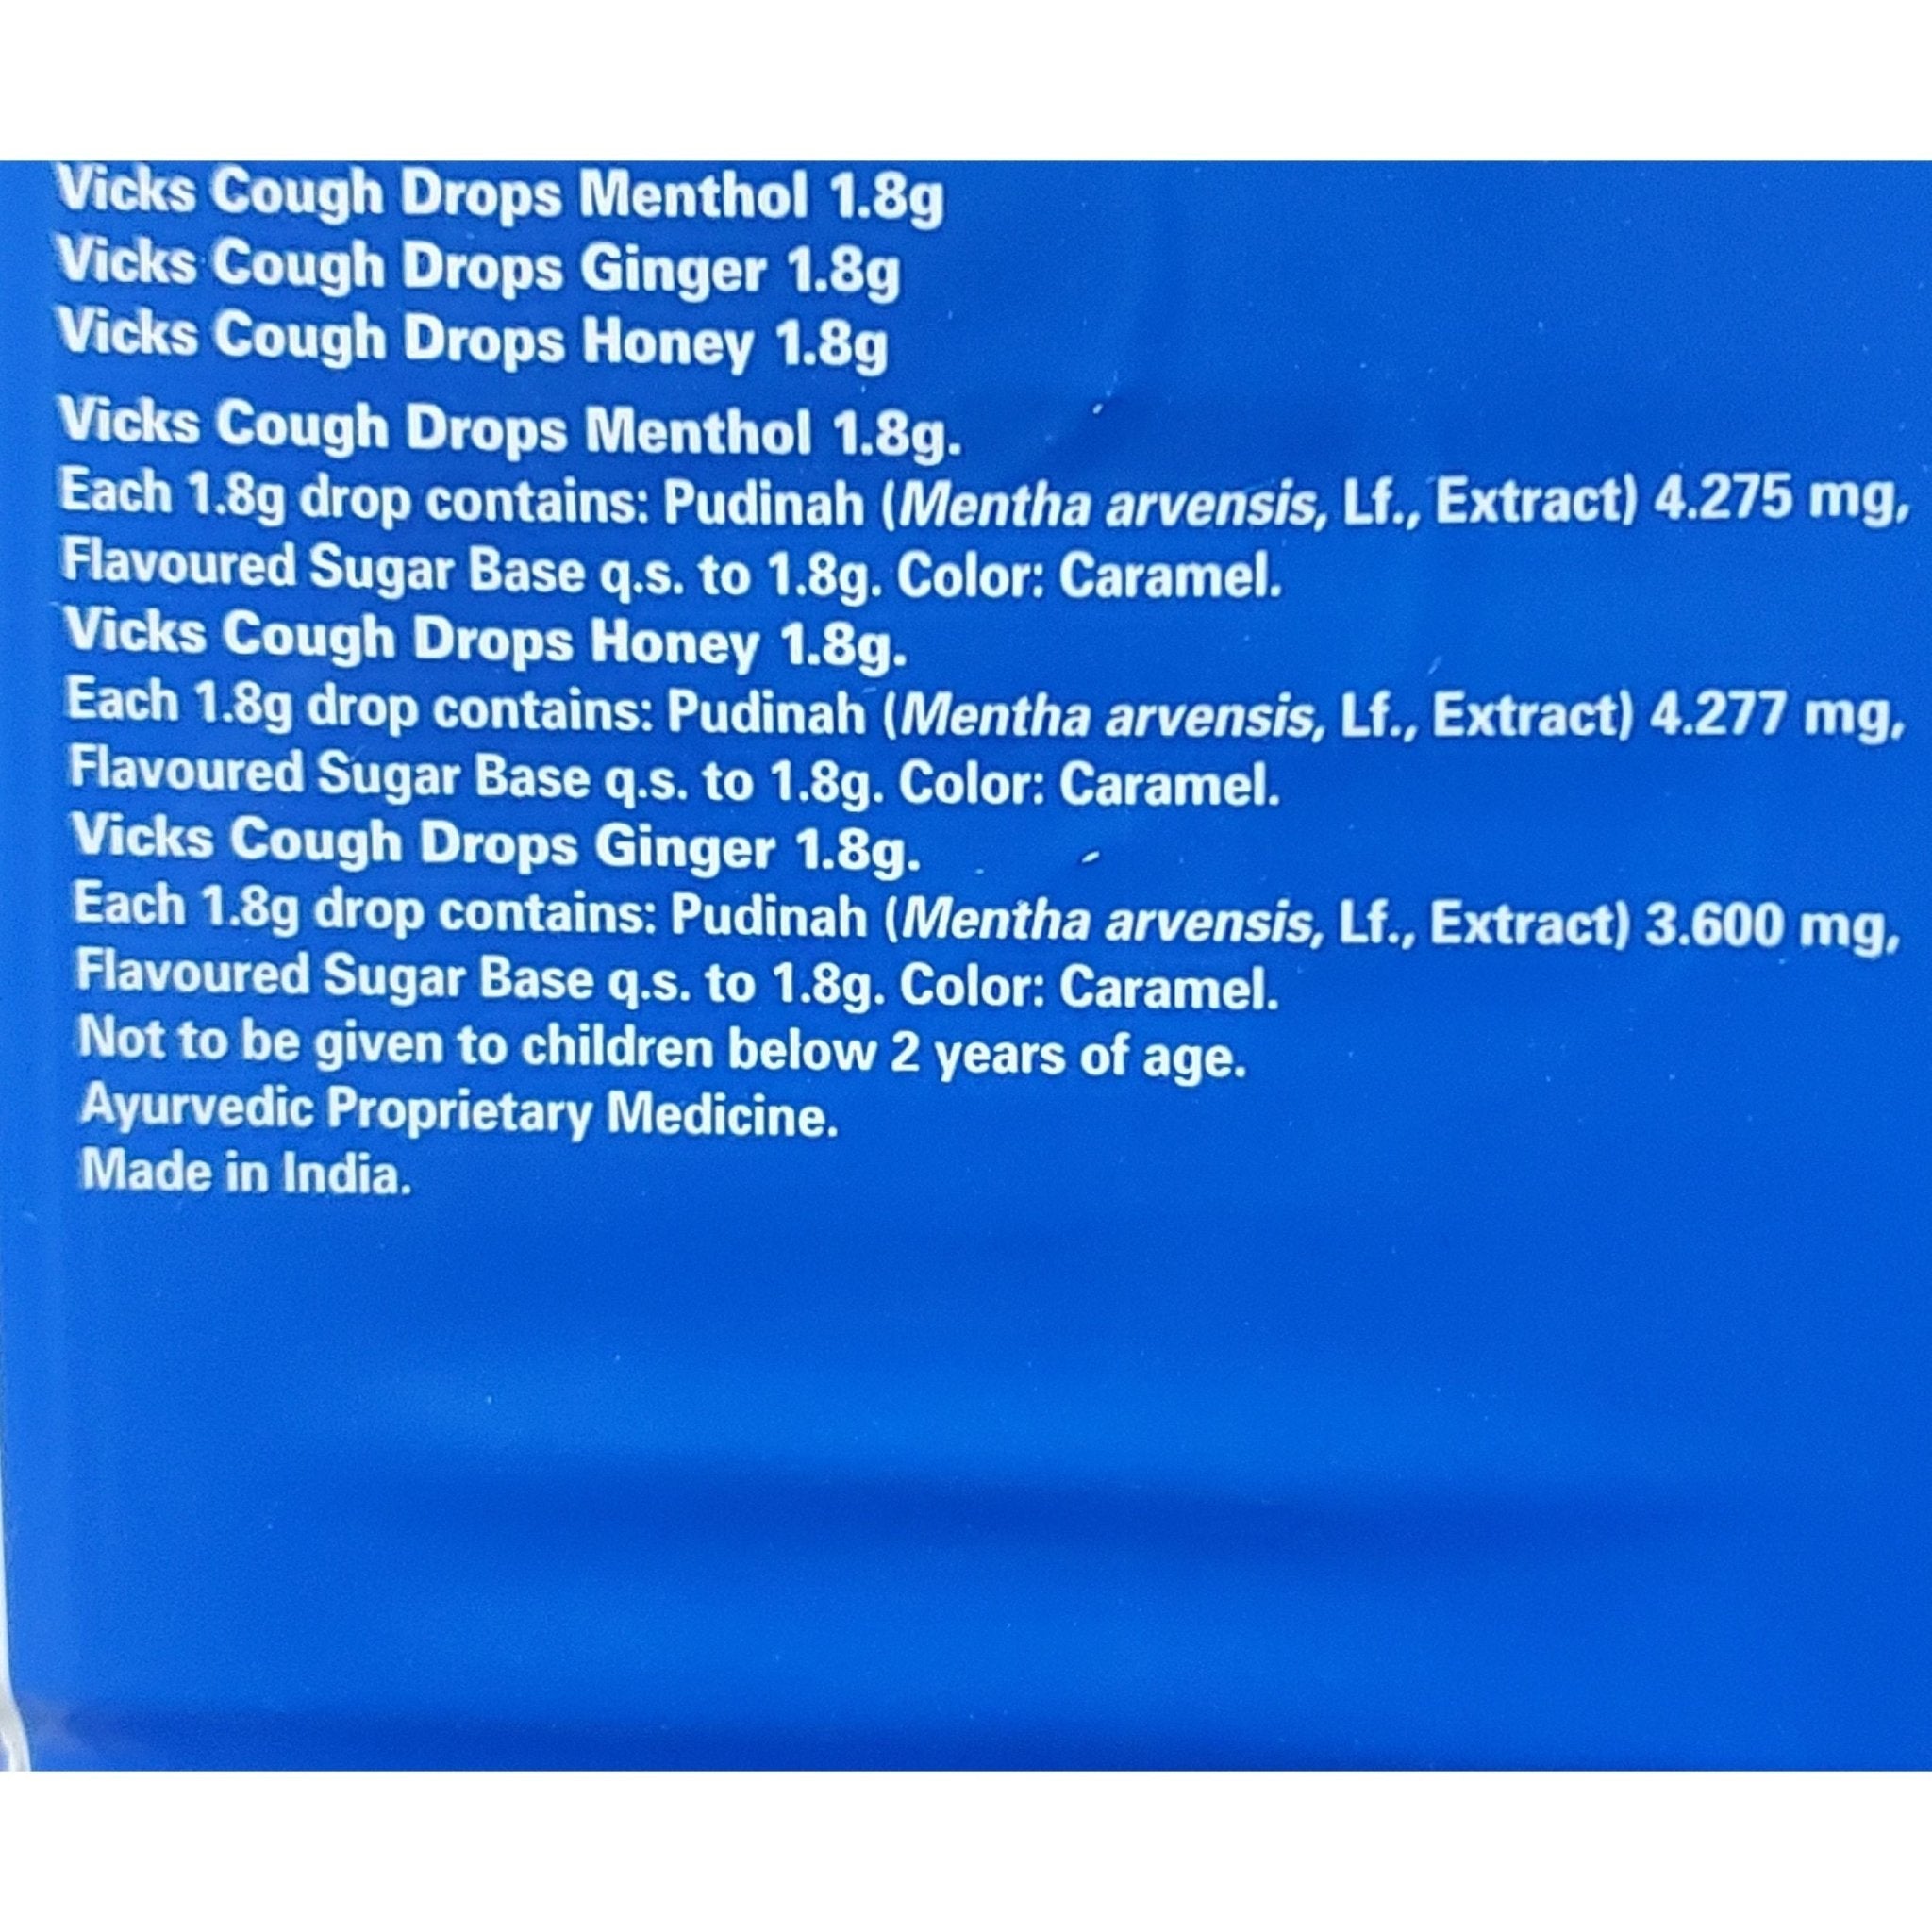 Vicks Cough Drops Menthol 1.8g
Vicks Cough Drops Ginger 1.8g
Vicks Cough Drops Honey 1.8g
Vicks Cough Drops Menthol 1.8g.
Each 1.8g drop contains: Pudinah (Mentha arvensis, Lf., Extract) 4.275 mg,
Flavoured Sugar Base q.s. to 1.8g. Color: Caramel.
Vicks Cough Drops Honey 1.8g.
Each 1.8g drop contains: Pudinah (Mentha arvensis, Lf., Extract) 4.277 mg,
Flavoured Sugar Base q.s. to 1.8g. Color: Caramel.
Vicks Cough Drops Ginger 1.8g.
Each 1.8g drop contains: Pudinah (Mentha arvensis, Lf., Extract) 3.600 mg,
Flavoured Sugar Base q.s. to 1.8g. Color: Caramel.
Not to be given to children below 2 years of age.
Ayurvedic Proprietary Medicine.
Made in India.